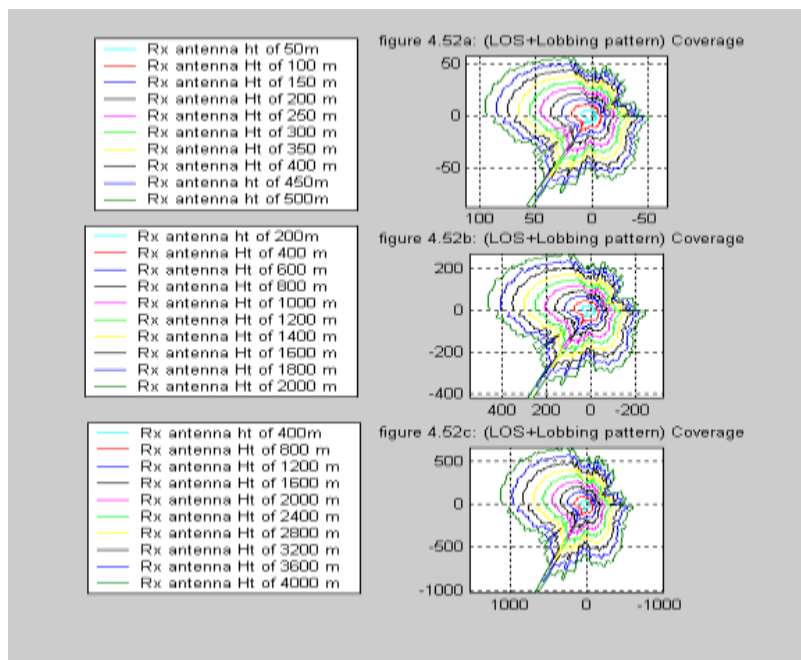 Rx antenna ht of 50m
Rx antenna Ht of 100 m
Rx antenna Ht of 150 m
Rx antenna Ht of 200 m
Rx antenna Ht of 250 m
Rx antenna Ht of 300 m
Rx antenna Ht of 350 m
Rx antenna Ht of 400 m
Rx antenna ht of 450m
Rx antenna ht of 500m
figure 4.52a: (LOS+Lobbing pattern) Coverage
50
0
-50
100 50 0 -50
Rx antenna ht of 200m
Rx antenna Ht of 400 m
Rx antenna Ht of 600 m
Rx antenna Ht of 800 m
Rx antenna Ht of 1000 m
Rx antenna Ht of 1200 m
Rx antenna Ht of 1400 m
Rx antenna Ht of 1600 m
Rx antenna Ht of 1800 m
Rx antenna Ht of 2000 m
figure 4.52b: (LOS+Lobbing pattern) Coverage
200
0
-200
-400
400 200 0 -200
Rx antenna ht of 400m
Rx antenna Ht of 800 m
Rx antenna Ht of 1200 m
Rx antenna Ht of 1600 m
Rx antenna Ht of 2000 m
Rx antenna Ht of 2400 m
Rx antenna Ht of 2800 m
Rx antenna Ht of 3200 m
Rx antenna Ht of 3600 m
Rx antenna Ht of 4000 m
figure 4.52c: (LOS+Lobbing pattern) Coverage
500
0
-500
-1000
1000 0 -1000